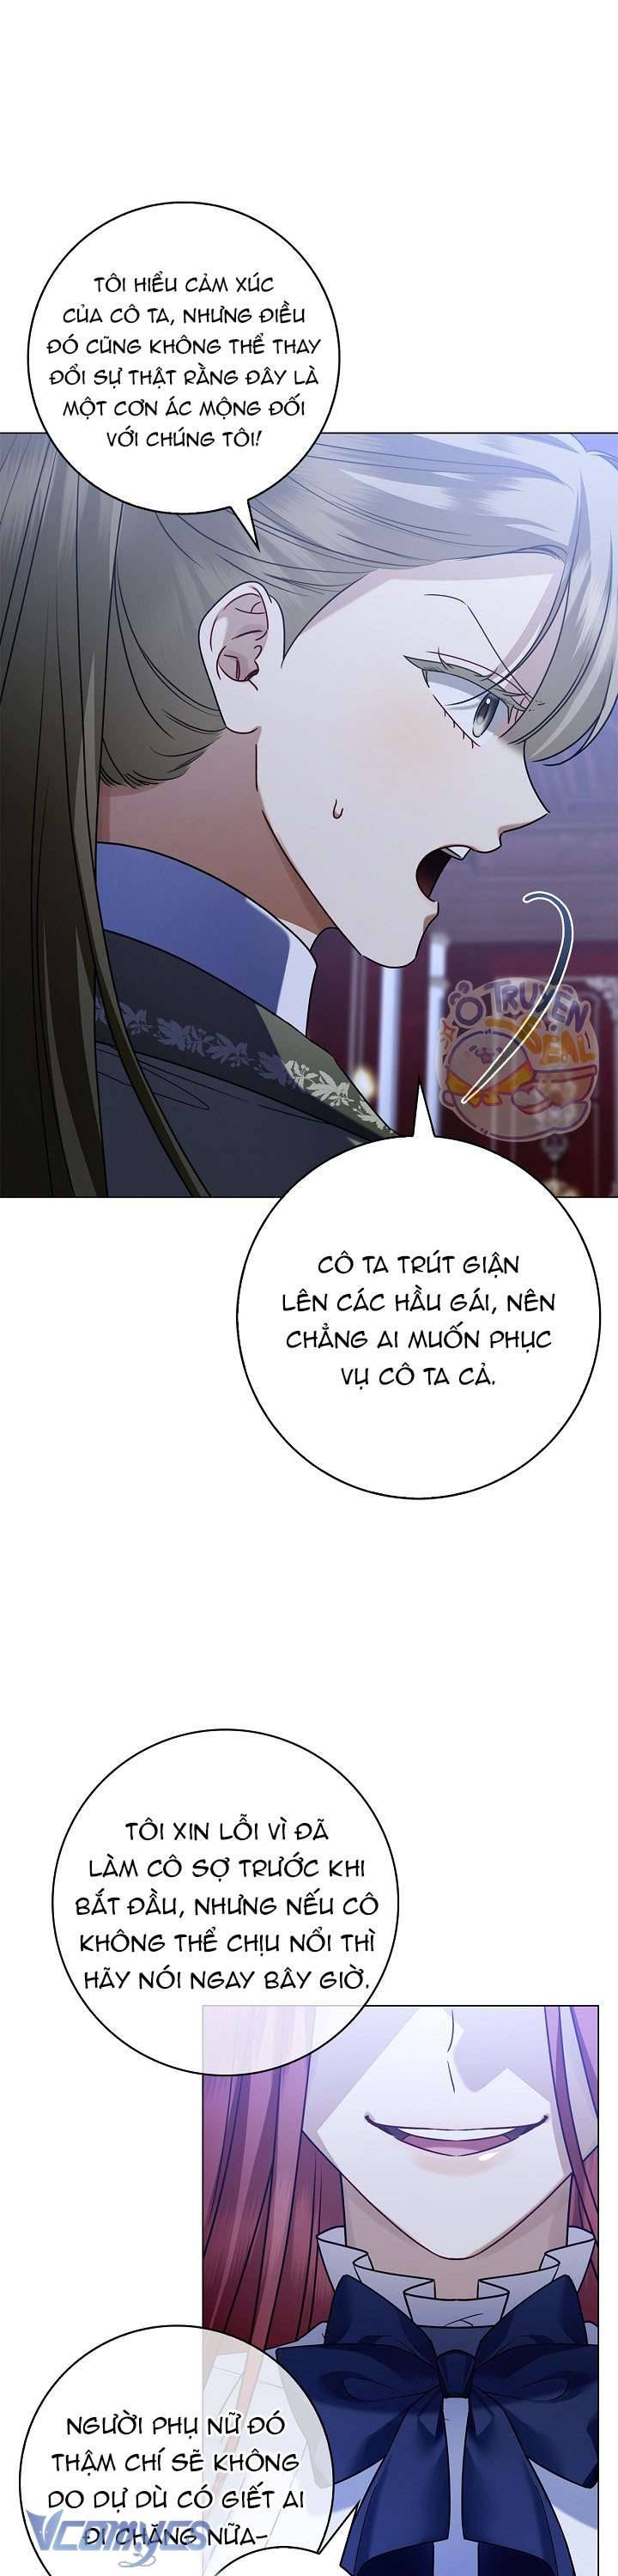 TÔI HIỂU CẢM XÚC
CỦA CÔ TA, NHƯNG ĐIỀU
ĐÓ CŨNG KHÔNG THỂ THAY
ĐỔI SỰ THẬT RẰNG ĐÂY LÀ
MỘT CƠN ÁC MỘNG ĐỐI
VỚI CHÚNG TÔI!
Ổ TRUYỆN
REAL
CÔ TA TRÚT GIẬN
LÊN CÁC HẦU GÁI, NÊN
CHẲNG AI MUỐN PHỤC
VỤ CÔ TA CẢ.
TÔI XIN LỖI VÌ ĐÃ
LÀM CÔ SỢ TRƯỚC KHI
BẮT ĐẦU, NHƯNG NẾU CÔ
KHÔNG THỂ CHỊU NỔI THÌ
HÃY NÓI NGAY BÂY GIỜ.
NGƯỜI PHỤ NỮ ĐÓ
THẬM CHÍ SẼ KHÔNG
DO DỰ DÙ CÓ GIẾT AI
ĐI CHĂNG NỮA-
VCOMYCS